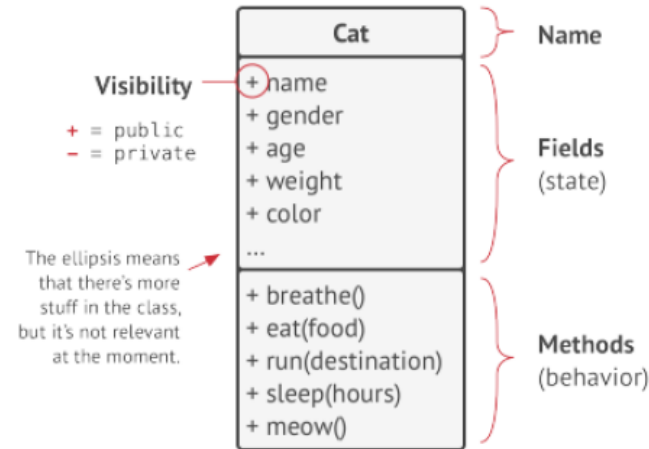 Cat
Name
Visibility
+ = public
− = private
+ name
+ gender
+ age
+ weight
+ color
...
Fields
(state)
The ellipsis means
that there's more
stuff in the class,
but it's not relevant
at the moment.
+ breathe()
+ eat(food)
+ run(destination)
+ sleep(hours)
+ meow()
Methods
(behavior)